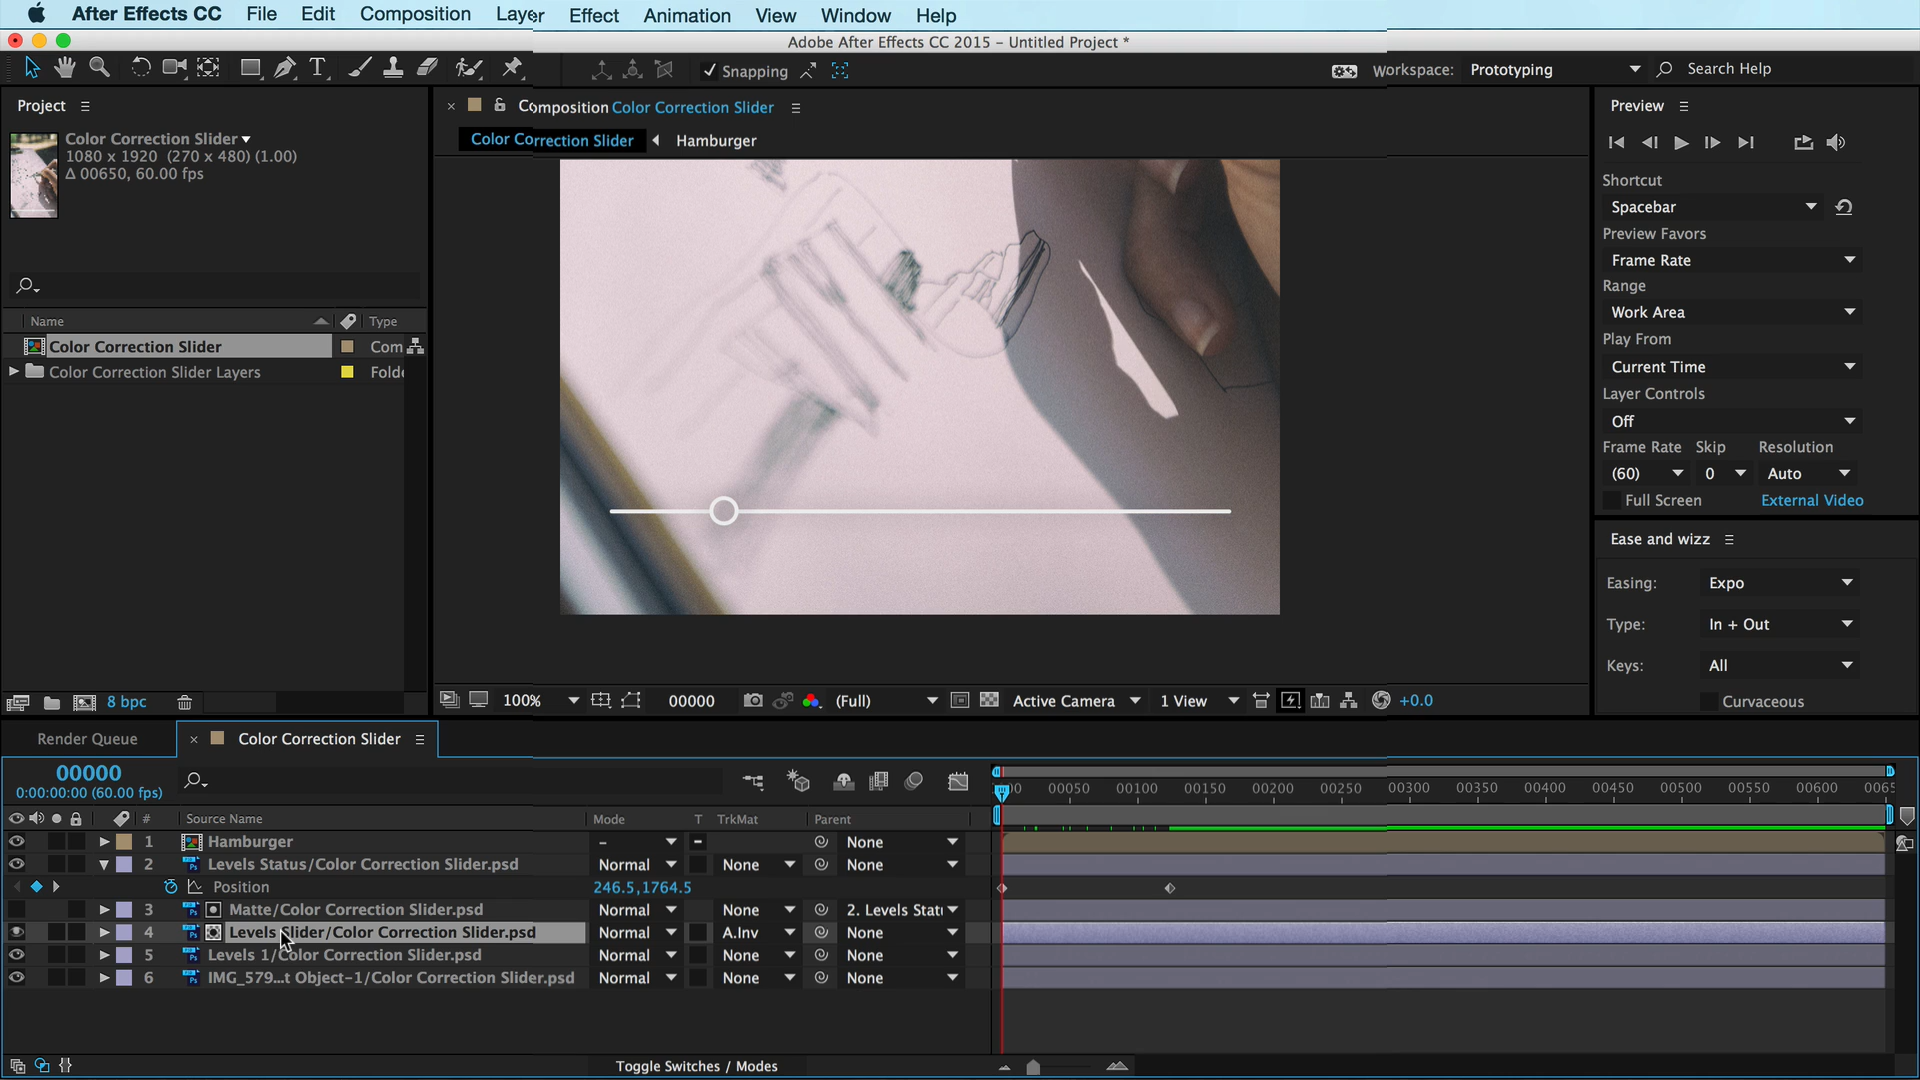 After Effects CC File Edit Composition Layer Effect Animation View Window Help
Adobe After Effects CC 2015 – Untitled Project *
Snapping
Workspace: Prototyping
Search Help
Project
Color Correction Slider
1080 x 1920 (270 x 480) (1.00)
Δ 00650, 60.00 fps
Name Type
Color Correction Slider Com
Color Correction Slider Layers Folde
8 bpc
Composition Color Correction Slider
Color Correction Slider Hamburger
100% 00000 (Full) Active Camera 1 View +0.0
Preview
Shortcut
Spacebar
Preview Favors
Frame Rate
Range
Work Area
Play From
Current Time
Layer Controls
Off
Frame Rate Skip Resolution
(60) 0 Auto
Full Screen External Video
Ease and wizz
Easing: Expo
Type: In + Out
Keys: All
Curvaceous
Render Queue Color Correction Slider
00000
0:00:00:00 (60.00 fps)
00 00050 00100 00150 00200 00250 00300 00350 00400 00450 00500 00550 00600 0065
# Source Name Mode T TrkMat Parent
1 Hamburger – None
2 Levels Status/Color Correction Slider.psd Normal None None
Position 246.5,1764.5
3 Matte/Color Correction Slider.psd Normal None 2. Levels Stat
4 Levels Slider/Color Correction Slider.psd Normal A.Inv None
5 Levels 1/Color Correction Slider.psd Normal None None
6 IMG_579...t Object-1/Color Correction Slider.psd Normal None None
Toggle Switches / Modes